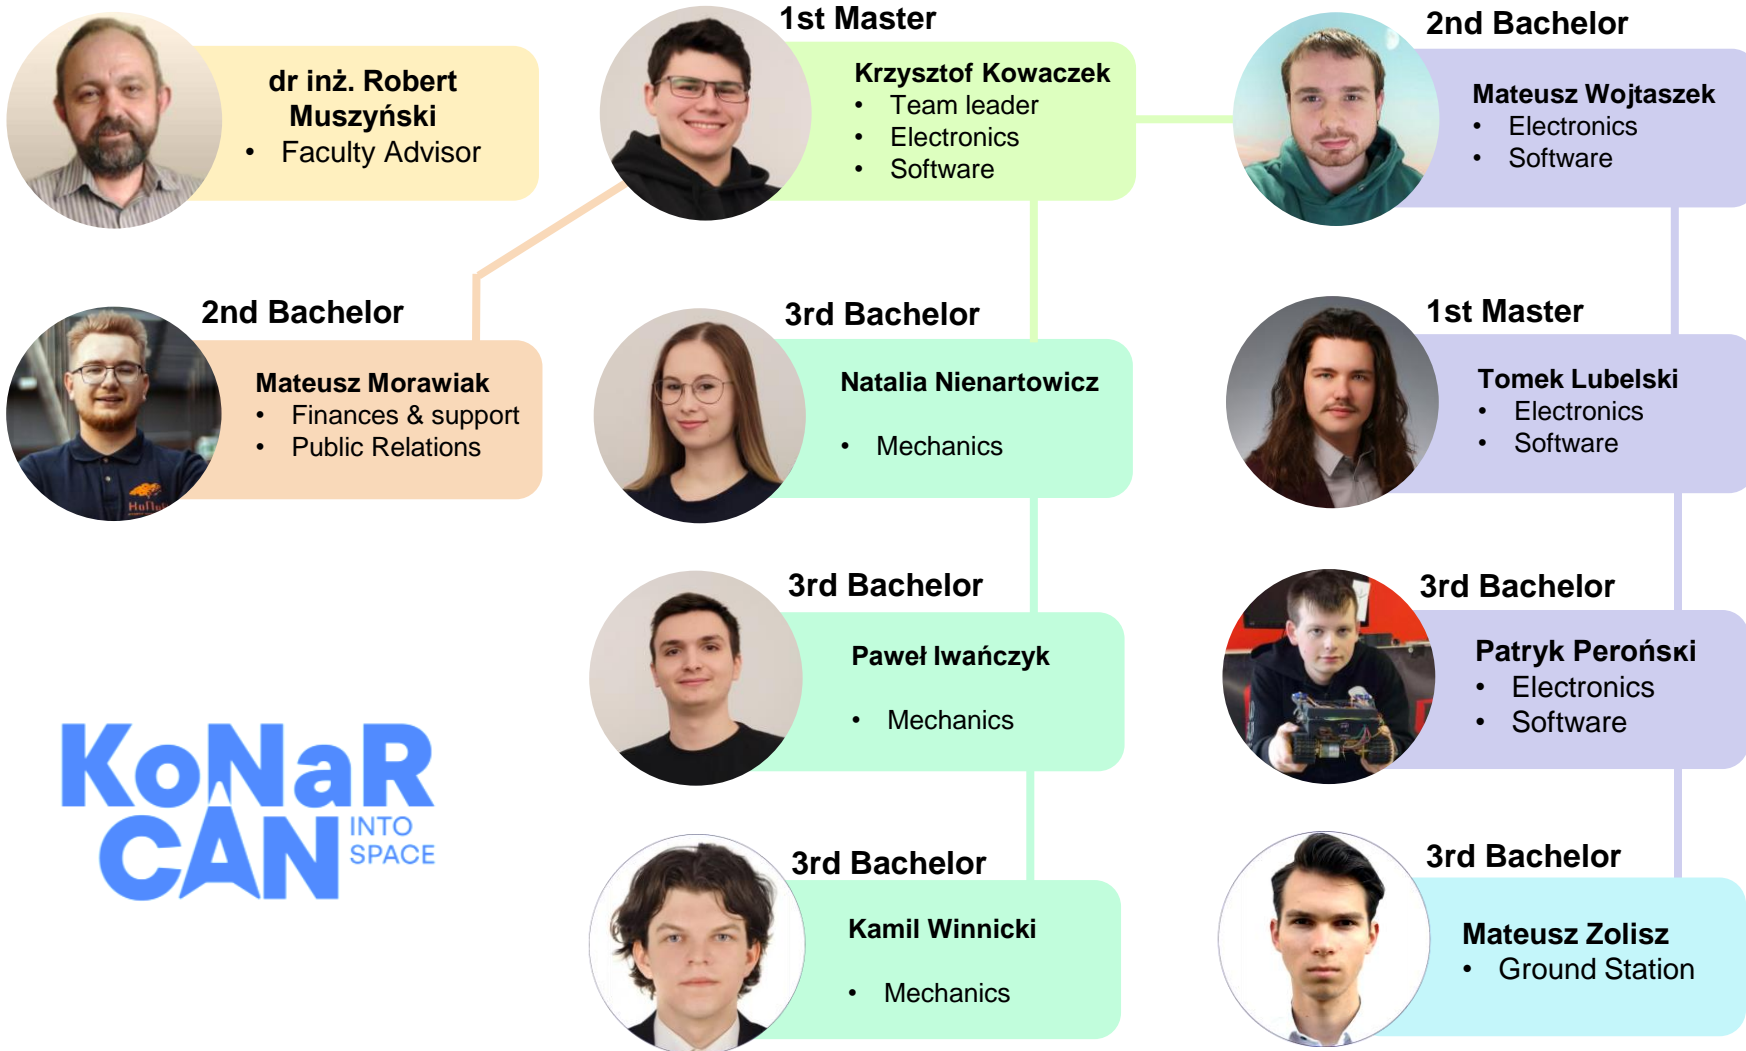 dr inż. Robert
Muszyński
• Faculty Advisor
1st Master
Krzysztof Kowaczek
• Team leader
• Electronics
• Software
2nd Bachelor
Mateusz Wojtaszek
• Electronics
• Software
2nd Bachelor
Mateusz Morawiak
• Finances & support
• Public Relations
3rd Bachelor
Natalia Nienartowicz
• Mechanics
1st Master
Tomek Lubelski
• Electronics
• Software
3rd Bachelor
Paweł Iwańczyk
• Mechanics
3rd Bachelor
Patryk Perońsкi
• Electronics
• Software
KoNaR
CAN
INTO
SPACE
3rd Bachelor
Kamil Winnicki
• Mechanics
3rd Bachelor
Mateusz Zolisz
• Ground Station